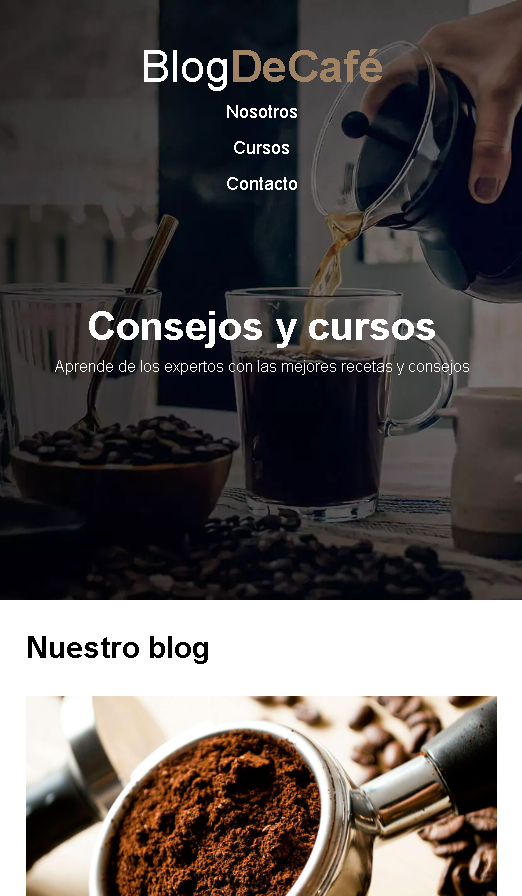 BlogDeCafé
Nosotros
Cursos
Contacto
Consejos y cursos
Aprende de los expertos con las mejores recetas y consejos
Nuestro blog